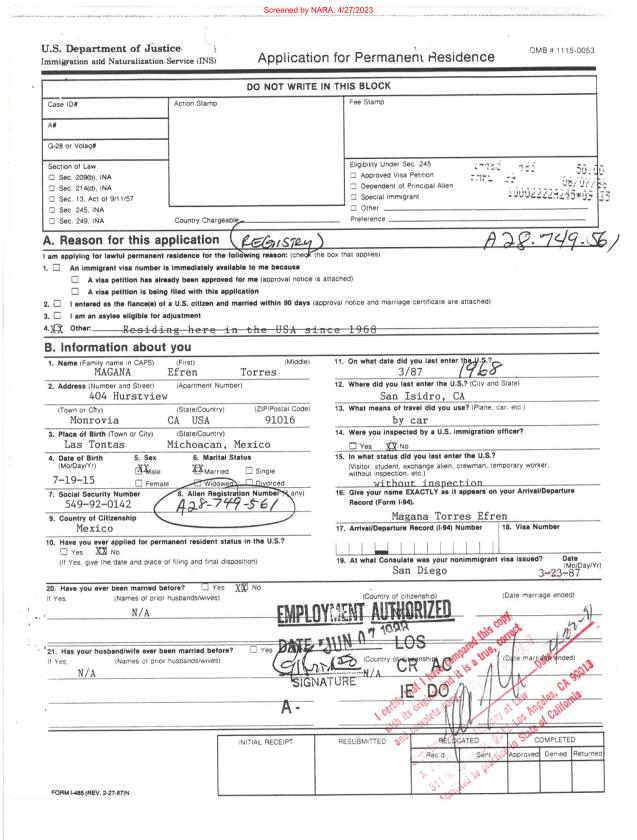 Screened by NARA, 4/27/2023
U.S. Department of Justice
Immigration and Naturalization Service (INS)
Application for Permanent Residence
OMB # 1115-0053
DO NOT WRITE IN THIS BLOCK
Case ID#
Action Stamp
Fee Stamp
A#
G-28 or Volag#
Section of Law
☐ Sec. 209(b), INA
☐ Sec. 214(d), INA
☐ Sec. 13, Act of 9/11/57
☐ Sec. 245, INA
☐ Sec. 249, INA
Country Chargeable
Eligibility Under Sec. 245
☐ Approved Visa Petition
☐ Dependent of Principal Alien
☐ Special Immigrant
☐ Other
Preference
A. Reason for this application
(REGISTRY)
A28.749.561
I am applying for lawful permanent residence for the following reason: (check the box that applies)
1. ☐ An immigrant visa number is immediately available to me because
☐ A visa petition has already been approved for me (approval notice is attached)
☐ A visa petition is being filed with this application
2. ☐ I entered as the fiance(e) of a U.S. citizen and married within 90 days (approval notice and marriage certificate are attached)
3. ☐ I am an asylee eligible for adjustment
4. XX Other: Residing here in the USA since 1968
B. Information about you
1. Name (Family name in CAPS) (First) (Middle)
MAGANA Efren Torres
2. Address (Number and Street) (Apartment Number)
404 Hurstview
(Town or City) (State/Country) (ZIP/Postal Code)
Monrovia CA USA 91016
3. Place of Birth (Town or City) (State/Country)
Las Tontas Michoacan, Mexico
4. Date of Birth (Mo/Day/Yr)
7-19-15
5. Sex
XX Male
☐ Female
6. Marital Status
XX Married ☐ Single
☐ Widowed ☐ Divorced
7. Social Security Number
549-92-0142
8. Alien Registration Number (if any)
A28-749-561
9. Country of Citizenship
Mexico
10. Have you ever applied for permanent resident status in the U.S.?
☐ Yes XX No
(If Yes, give the date and place of filing and final disposition)
11. On what date did you last enter the U.S.?
3/87 1968
12. Where did you last enter the U.S.? (City and State)
San Isidro, CA
13. What means of travel did you use? (Plane, car, etc.)
by car
14. Were you inspected by a U.S. immigration officer?
☐ Yes XX No
15. In what status did you last enter the U.S.?
(Visitor, student, exchange alien, crewman, temporary worker,
without inspection, etc.)
without inspection
16. Give your name EXACTLY as it appears on your Arrival/Departure
Record (Form I-94).
Magana Torres Efren
17. Arrival/Departure Record (I-94) Number 18. Visa Number
19. At what Consulate was your nonimmigrant visa issued? Date (Mo/Day/Yr)
San Diego 3-23-87
20. Have you ever been married before? ☐ Yes XX No
If Yes, (Names of prior husbands/wives) (Country of citizenship) (Date marriage ended)
N/A
EMPLOYMENT AUTHORIZED
DATE JUN 07 1988
LOS
CR AC
IE DO
SIGNATURE
A-
21. Has your husband/wife ever been married before? ☐ Yes
If Yes, (Names of prior husbands/wives) (Country of citizenship) (Date marriage ended)
N/A N/A
I certify that I have compared this copy
with its original and it is a true, correct
and complete copy.
Los Angeles, CA 90013
Admitted to practice in State of California
INITIAL RECEIPT
RESUBMITTED
RELOCATED
Rec'd Sent
COMPLETED
Approved Denied Returned
FORM I-485 (REV. 2-27-87)N